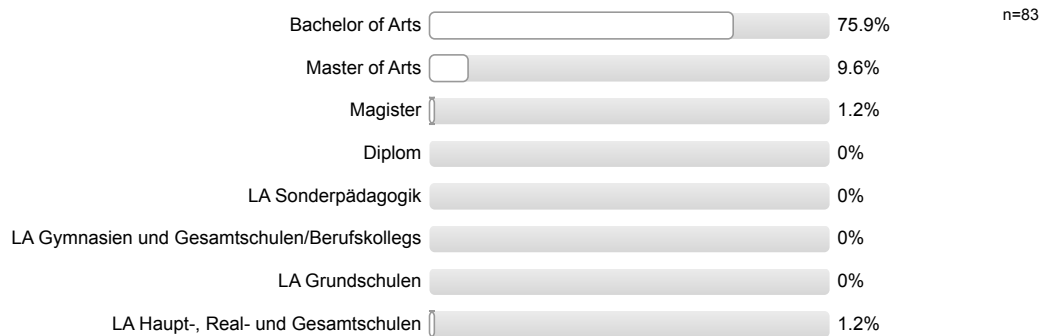 Bachelor of Arts 75.9% n=83
Master of Arts 9.6%
Magister 1.2%
Diplom 0%
LA Sonderpädagogik 0%
LA Gymnasien und Gesamtschulen/Berufskollegs 0%
LA Grundschulen 0%
LA Haupt-, Real- und Gesamtschulen 1.2%